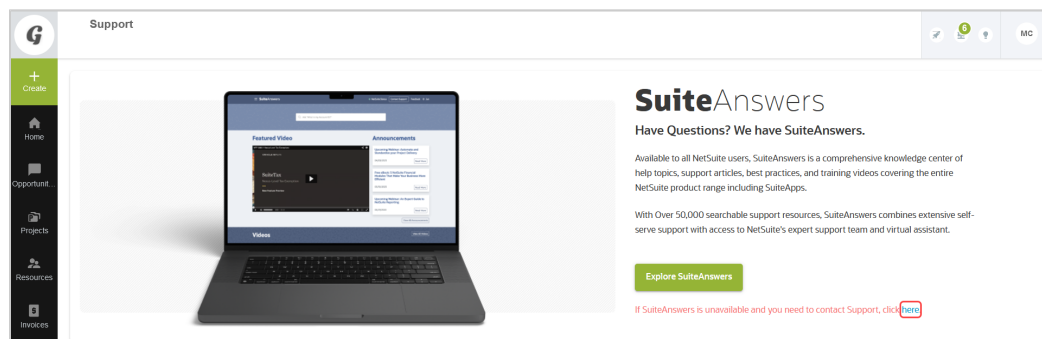 G
Support
6
MC
Create
Home
Opportunit...
Projects
Resources
Invoices
Featured Video
Announcements
SuiteTax
Videos
SuiteAnswers
Have Questions? We have SuiteAnswers.
Available to all NetSuite users, SuiteAnswers is a comprehensive knowledge center of
help topics, support articles, best practices, and training videos covering the entire
NetSuite product range including SuiteApps.
With Over 50,000 searchable support resources, SuiteAnswers combines extensive self-
serve support with access to NetSuite's expert support team and virtual assistant.
Explore SuiteAnswers
If SuiteAnswers is unavailable and you need to contact Support, click here.